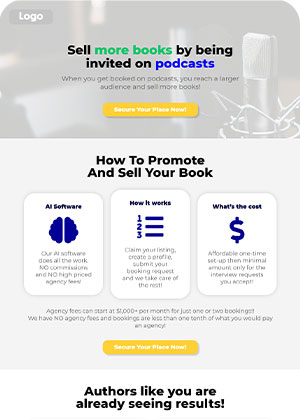 Logo
Sell more books by being
invited on podcasts
When you get booked on podcasts, you reach a larger
audience and sell more books!
Secure Your Place Now!
How To Promote
And Sell Your Book
AI Software
Our AI software
does all the work.
NO commissions
and NO high priced
agency fees!
How it works
1
2
3
Claim your listing,
create a profile,
submit your
booking request
and we take care of
the rest!
What's the cost
$
Affordable one-time
set-up then minimal
amount only for the
interview requests
you accept!
Agency fees can start at $1,000+ per month for just one or two bookings!
We have NO agency fees and bookings are less than one tenth of what you would pay
an agency!
Secure Your Place Now!
Authors like you are
already seeing results!